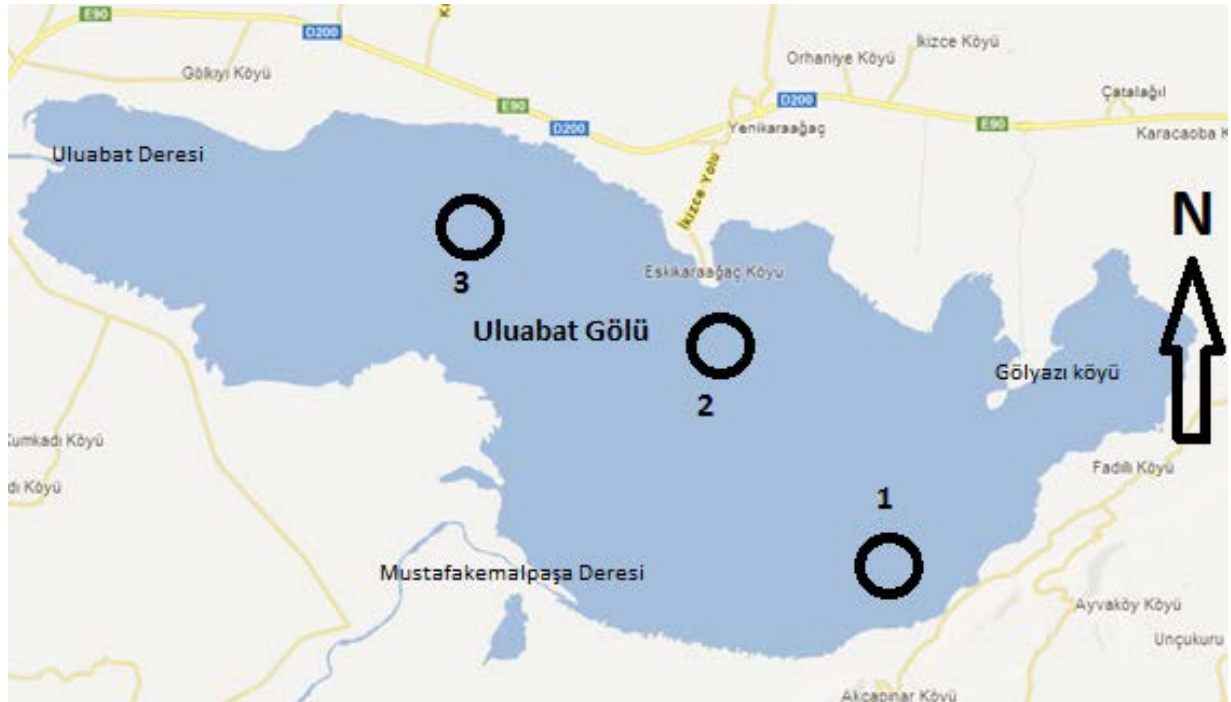 E90
D200
İkizce Köyü
Orhaniye Köyü
Gölkıyı Köyü
Çatalağıl
E90
D200
D200
Yenikaraağaç
E90
Karacaoba K
Uluabat Deresi
İkizce Yolu
N
Eskikaraağaç Köyü
3
Uluabat Gölü
Gölyazı köyü
2
Kumkadı Köyü
Fadıllı Köyü
dı Köyü
1
Mustafakemalpaşa Deresi
Ayvaköy Köyü
Unçukuru
Akçapınar Köyü